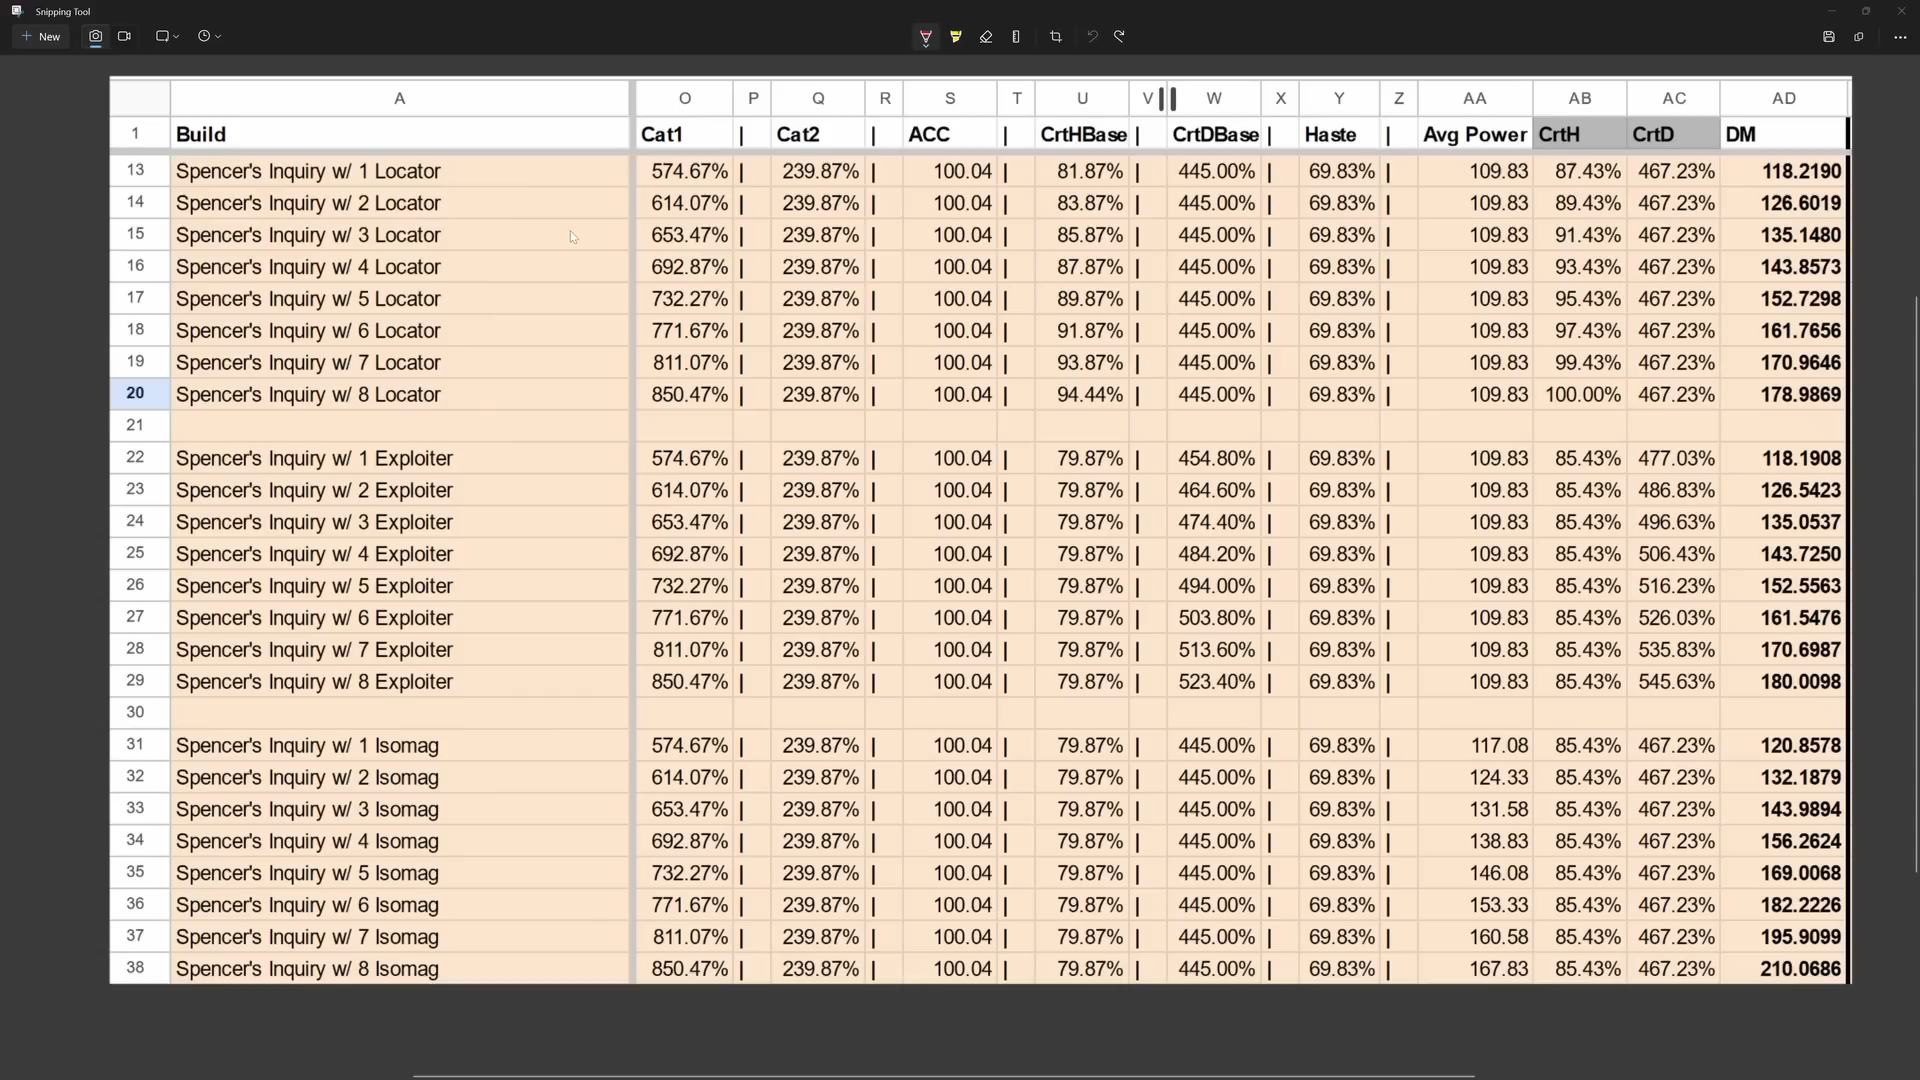 Snipping Tool
New
A O P Q R S T U V W X Y Z AA AB AC AD
1 Build Cat1 | Cat2 | ACC | CrtHBase CrtDBase | Haste | Avg Power CrtH CrtD DM
13 Spencer's Inquiry w/ 1 Locator 574.67% | 239.87% | 100.04 | 81.87% | 445.00% | 69.83% | 109.83 87.43% 467.23% 118.2190
14 Spencer's Inquiry w/ 2 Locator 614.07% | 239.87% | 100.04 | 83.87% | 445.00% | 69.83% | 109.83 89.43% 467.23% 126.6019
15 Spencer's Inquiry w/ 3 Locator 653.47% | 239.87% | 100.04 | 85.87% | 445.00% | 69.83% | 109.83 91.43% 467.23% 135.1480
16 Spencer's Inquiry w/ 4 Locator 692.87% | 239.87% | 100.04 | 87.87% | 445.00% | 69.83% | 109.83 93.43% 467.23% 143.8573
17 Spencer's Inquiry w/ 5 Locator 732.27% | 239.87% | 100.04 | 89.87% | 445.00% | 69.83% | 109.83 95.43% 467.23% 152.7298
18 Spencer's Inquiry w/ 6 Locator 771.67% | 239.87% | 100.04 | 91.87% | 445.00% | 69.83% | 109.83 97.43% 467.23% 161.7656
19 Spencer's Inquiry w/ 7 Locator 811.07% | 239.87% | 100.04 | 93.87% | 445.00% | 69.83% | 109.83 99.43% 467.23% 170.9646
20 Spencer's Inquiry w/ 8 Locator 850.47% | 239.87% | 100.04 | 94.44% | 445.00% | 69.83% | 109.83 100.00% 467.23% 178.9869
21
22 Spencer's Inquiry w/ 1 Exploiter 574.67% | 239.87% | 100.04 | 79.87% | 454.80% | 69.83% | 109.83 85.43% 477.03% 118.1908
23 Spencer's Inquiry w/ 2 Exploiter 614.07% | 239.87% | 100.04 | 79.87% | 464.60% | 69.83% | 109.83 85.43% 486.83% 126.5423
24 Spencer's Inquiry w/ 3 Exploiter 653.47% | 239.87% | 100.04 | 79.87% | 474.40% | 69.83% | 109.83 85.43% 496.63% 135.0537
25 Spencer's Inquiry w/ 4 Exploiter 692.87% | 239.87% | 100.04 | 79.87% | 484.20% | 69.83% | 109.83 85.43% 506.43% 143.7250
26 Spencer's Inquiry w/ 5 Exploiter 732.27% | 239.87% | 100.04 | 79.87% | 494.00% | 69.83% | 109.83 85.43% 516.23% 152.5563
27 Spencer's Inquiry w/ 6 Exploiter 771.67% | 239.87% | 100.04 | 79.87% | 503.80% | 69.83% | 109.83 85.43% 526.03% 161.5476
28 Spencer's Inquiry w/ 7 Exploiter 811.07% | 239.87% | 100.04 | 79.87% | 513.60% | 69.83% | 109.83 85.43% 535.83% 170.6987
29 Spencer's Inquiry w/ 8 Exploiter 850.47% | 239.87% | 100.04 | 79.87% | 523.40% | 69.83% | 109.83 85.43% 545.63% 180.0098
30
31 Spencer's Inquiry w/ 1 Isomag 574.67% | 239.87% | 100.04 | 79.87% | 445.00% | 69.83% | 117.08 85.43% 467.23% 120.8578
32 Spencer's Inquiry w/ 2 Isomag 614.07% | 239.87% | 100.04 | 79.87% | 445.00% | 69.83% | 124.33 85.43% 467.23% 132.1879
33 Spencer's Inquiry w/ 3 Isomag 653.47% | 239.87% | 100.04 | 79.87% | 445.00% | 69.83% | 131.58 85.43% 467.23% 143.9894
34 Spencer's Inquiry w/ 4 Isomag 692.87% | 239.87% | 100.04 | 79.87% | 445.00% | 69.83% | 138.83 85.43% 467.23% 156.2624
35 Spencer's Inquiry w/ 5 Isomag 732.27% | 239.87% | 100.04 | 79.87% | 445.00% | 69.83% | 146.08 85.43% 467.23% 169.0068
36 Spencer's Inquiry w/ 6 Isomag 771.67% | 239.87% | 100.04 | 79.87% | 445.00% | 69.83% | 153.33 85.43% 467.23% 182.2226
37 Spencer's Inquiry w/ 7 Isomag 811.07% | 239.87% | 100.04 | 79.87% | 445.00% | 69.83% | 160.58 85.43% 467.23% 195.9099
38 Spencer's Inquiry w/ 8 Isomag 850.47% | 239.87% | 100.04 | 79.87% | 445.00% | 69.83% | 167.83 85.43% 467.23% 210.0686